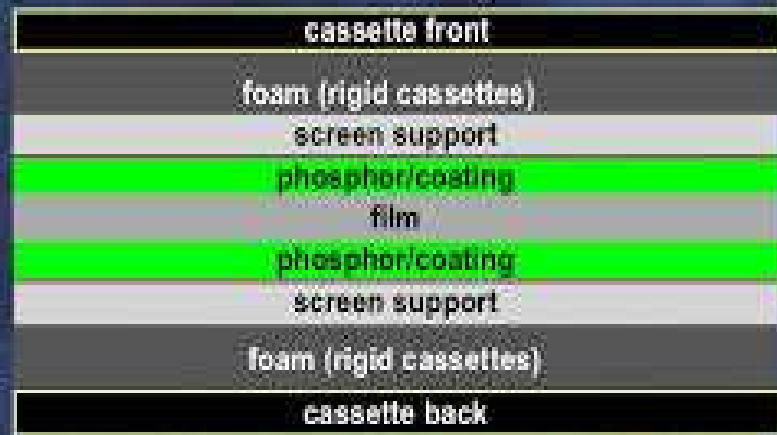 cassette front
foam (rigid cassettes)
screen support
phosphor/coating
film
phosphor/coating
screen support
foam (rigid cassettes)
cassette back